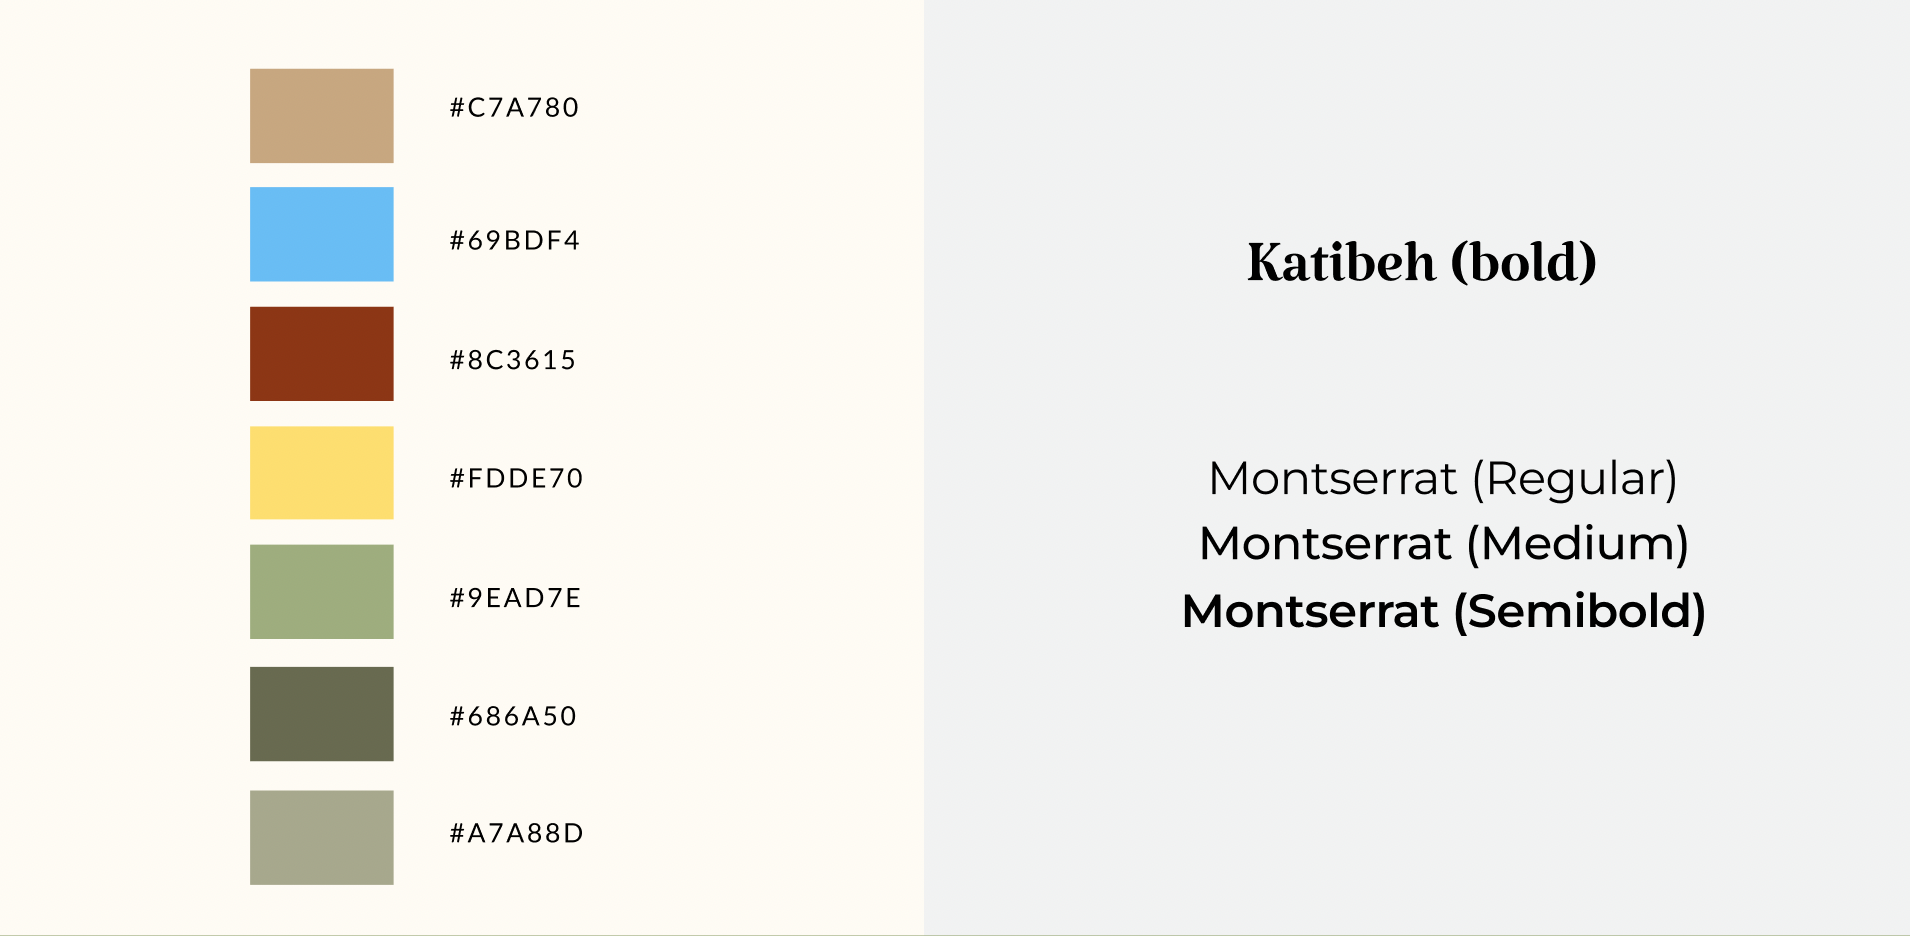 #C7A780
#69BDF4
#8C3615
#FDDE70
#9EAD7E
#686A50
#A7A88D
Katibeh (bold)
Montserrat (Regular)
Montserrat (Medium)
Montserrat (Semibold)